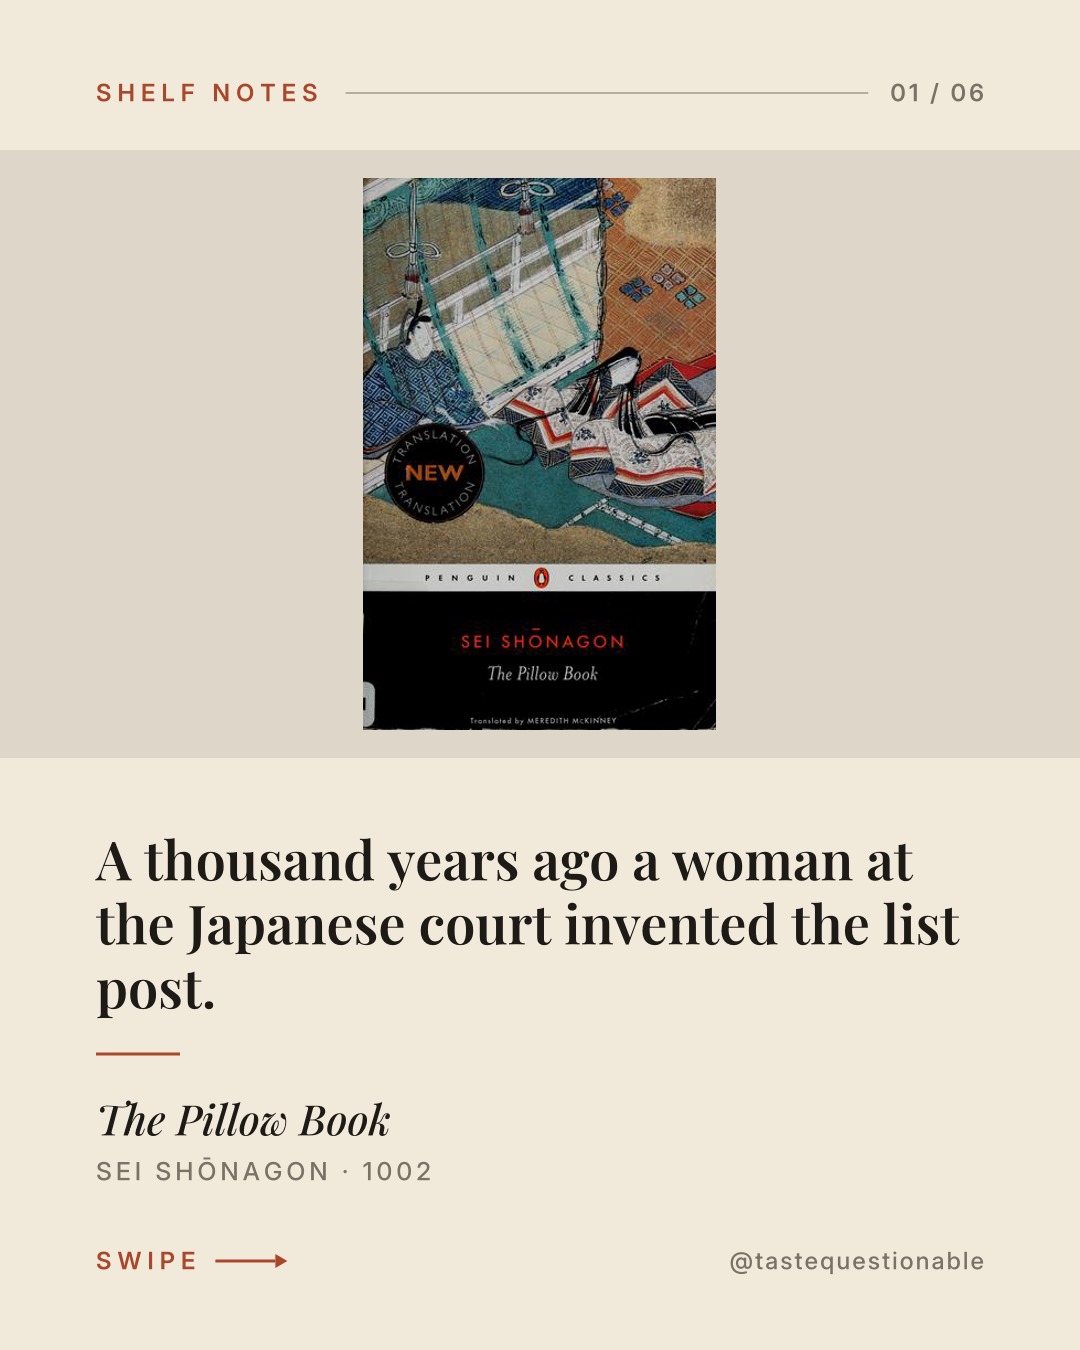 SHELF NOTES
01 / 06
TRANSLATION
NEW
TRANSLATION
PENGUIN CLASSICS
SEI SHŌNAGON
The Pillow Book
Translated by MEREDITH McKINNEY
A thousand years ago a woman at
the Japanese court invented the list
post.
The Pillow Book
SEI SHŌNAGON · 1002
SWIPE
@tastequestionable